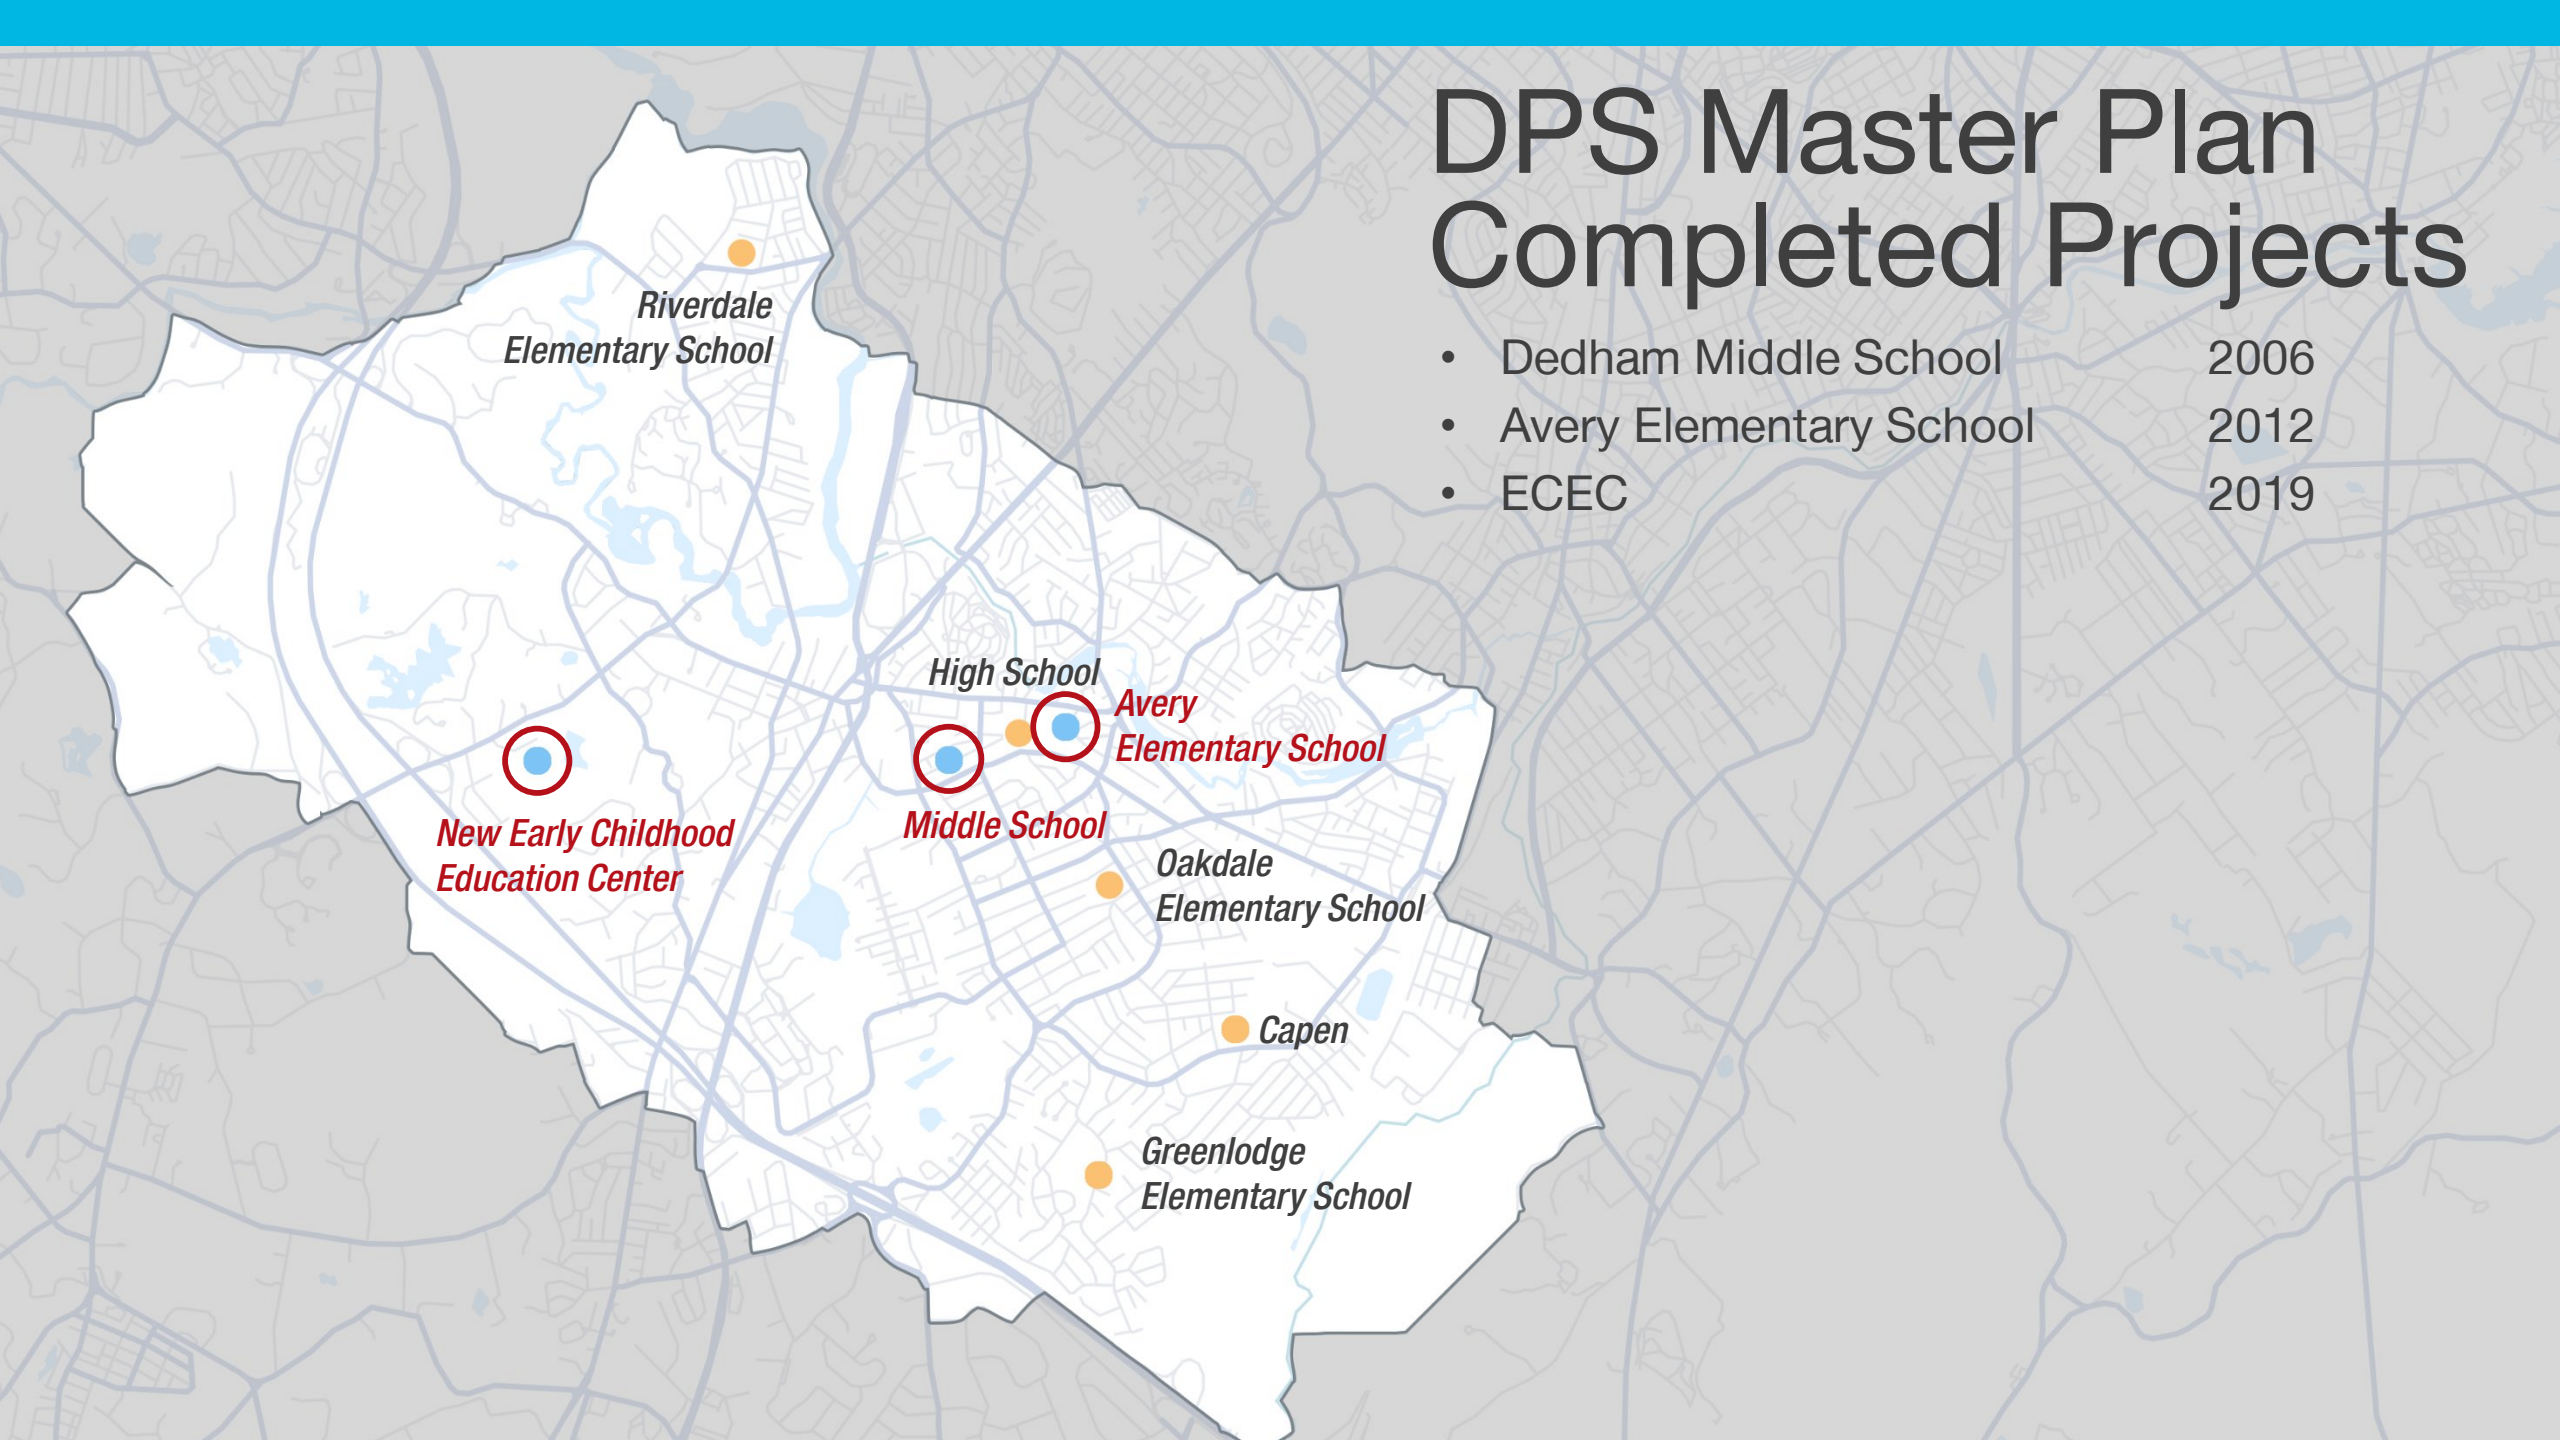 DPS Master Plan
Completed Projects
• Dedham Middle School 2006
• Avery Elementary School 2012
• ECEC 2019
Riverdale
Elementary School
High School
Avery
Elementary School
Middle School
New Early Childhood
Education Center
Oakdale
Elementary School
Capen
Greenlodge
Elementary School